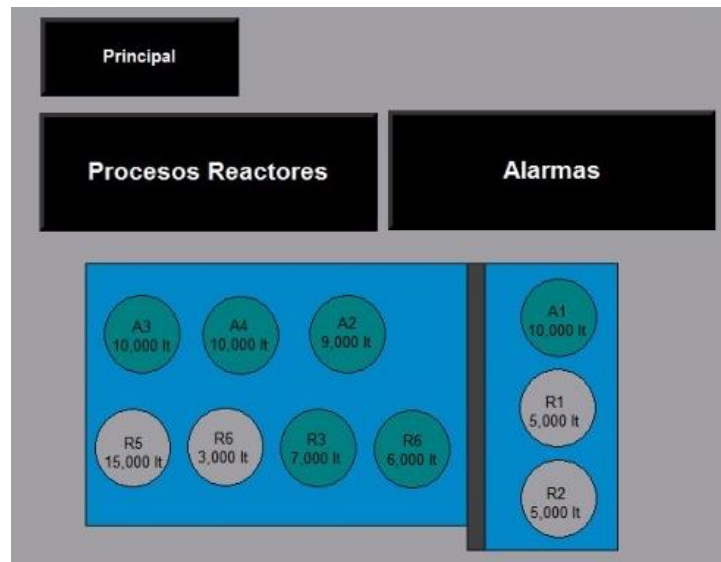 Principal
Procesos Reactores
Alarmas
A3
10,000 lt
A4
10,000 lt
A2
9,000 lt
A1
10,000 lt
R1
5,000 lt
R5
15,000 lt
R6
3,000 lt
R3
7,000 lt
R6
6,000 lt
R2
5,000 lt